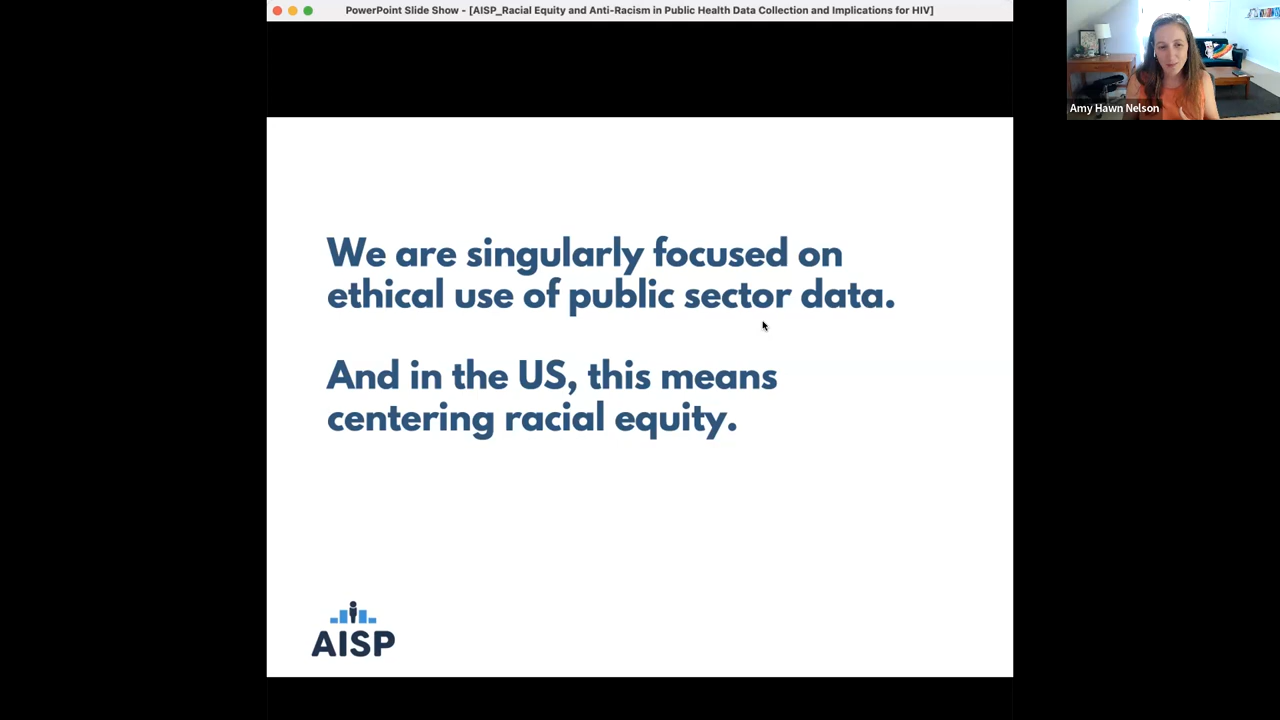 PowerPoint Slide Show - [AISP_Racial Equity and Anti-Racism in Public Health Data Collection and Implications for HIV]
Amy Hawn Nelson
We are singularly focused on
ethical use of public sector data.
And in the US, this means
centering racial equity.
AISP